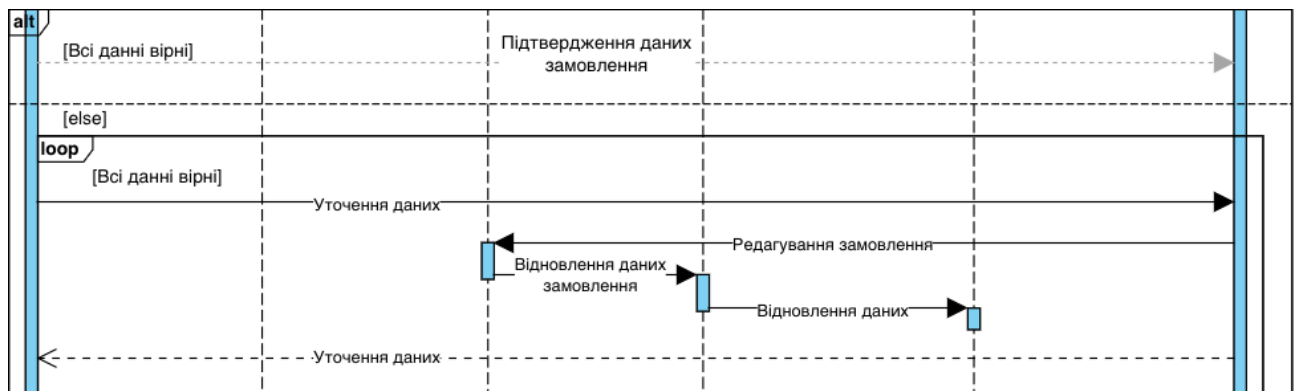 alt
[Всі данні вірні]
Підтвердження даних
замовлення
[else]
loop
[Всі данні вірні]
Уточення даних
Редагування замовлення
Відновлення даних
замовлення
Відновлення даних
Уточення даних